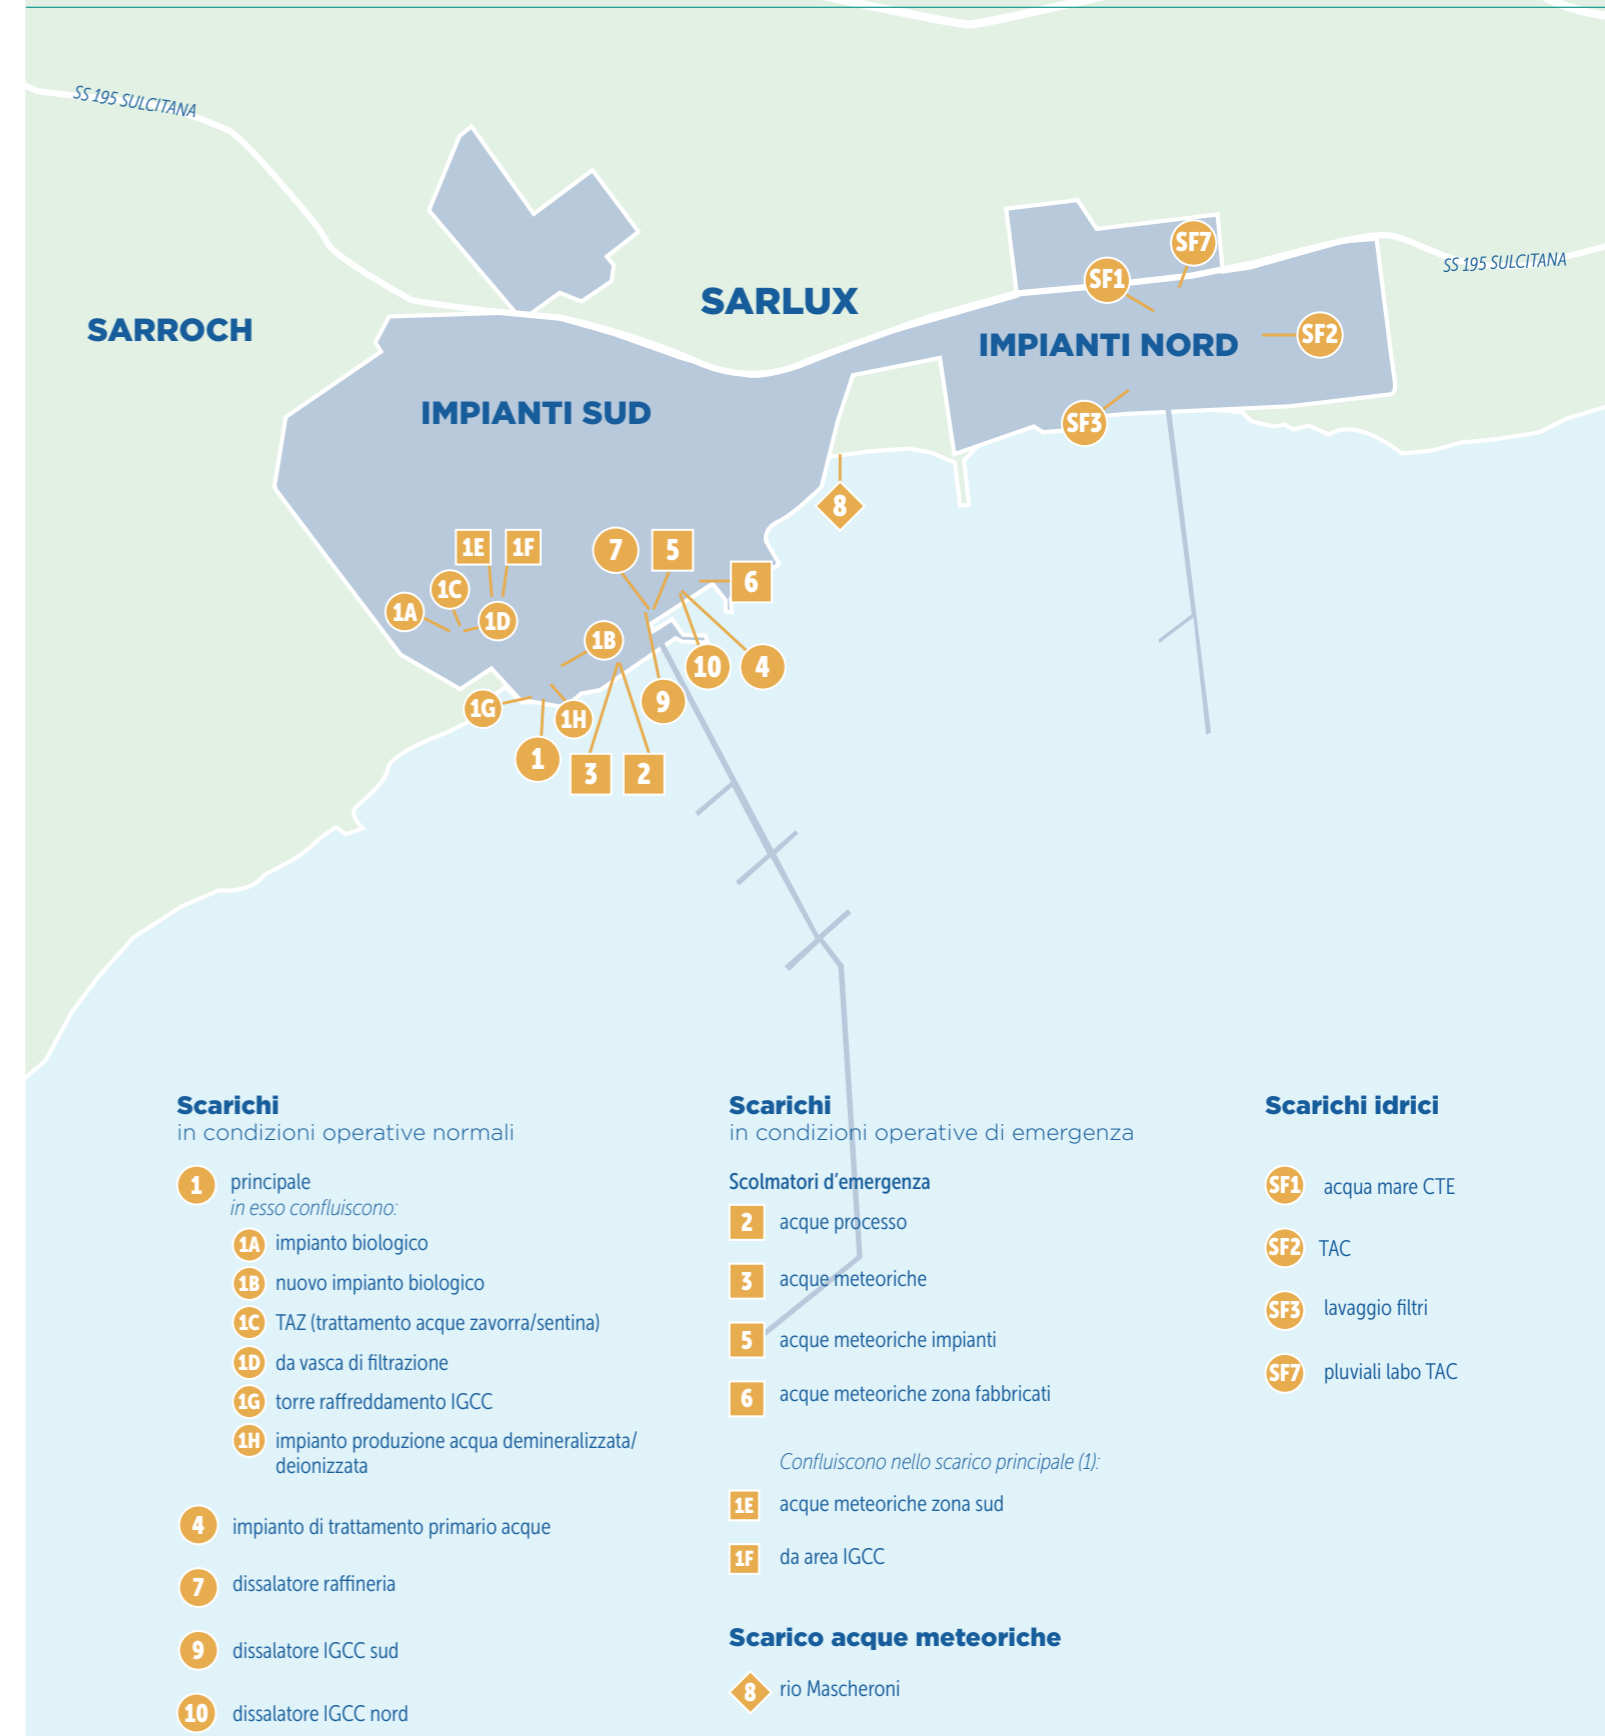 SS 195 SULCITANA
SF7
SS 195 SULCITANA
SF1
SARLUX
SARROCH
IMPIANTI NORD
SF2
IMPIANTI SUD
SF3
8
1E
1F
7
5
6
1C
1A
1D
1B
10
4
9
1G
1H
1
3
2
Scarichi
in condizioni operative normali
1 principale
in esso confluiscono:
1A impianto biologico
1B nuovo impianto biologico
1C TAZ (trattamento acque zavorra/sentina)
1D da vasca di filtrazione
1G torre raffreddamento IGCC
1H impianto produzione acqua demineralizzata/
deionizzata
4 impianto di trattamento primario acque
7 dissalatore raffineria
9 dissalatore IGCC sud
10 dissalatore IGCC nord
Scarichi
in condizioni operative di emergenza
Scolmatori d’emergenza
2 acque processo
3 acque meteoriche
5 acque meteoriche impianti
6 acque meteoriche zona fabbricati
Confluiscono nello scarico principale (1):
1E acque meteoriche zona sud
1F da area IGCC
Scarico acque meteoriche
8 rio Mascheroni
Scarichi idrici
SF1 acqua mare CTE
SF2 TAC
SF3 lavaggio filtri
SF7 pluviali labo TAC